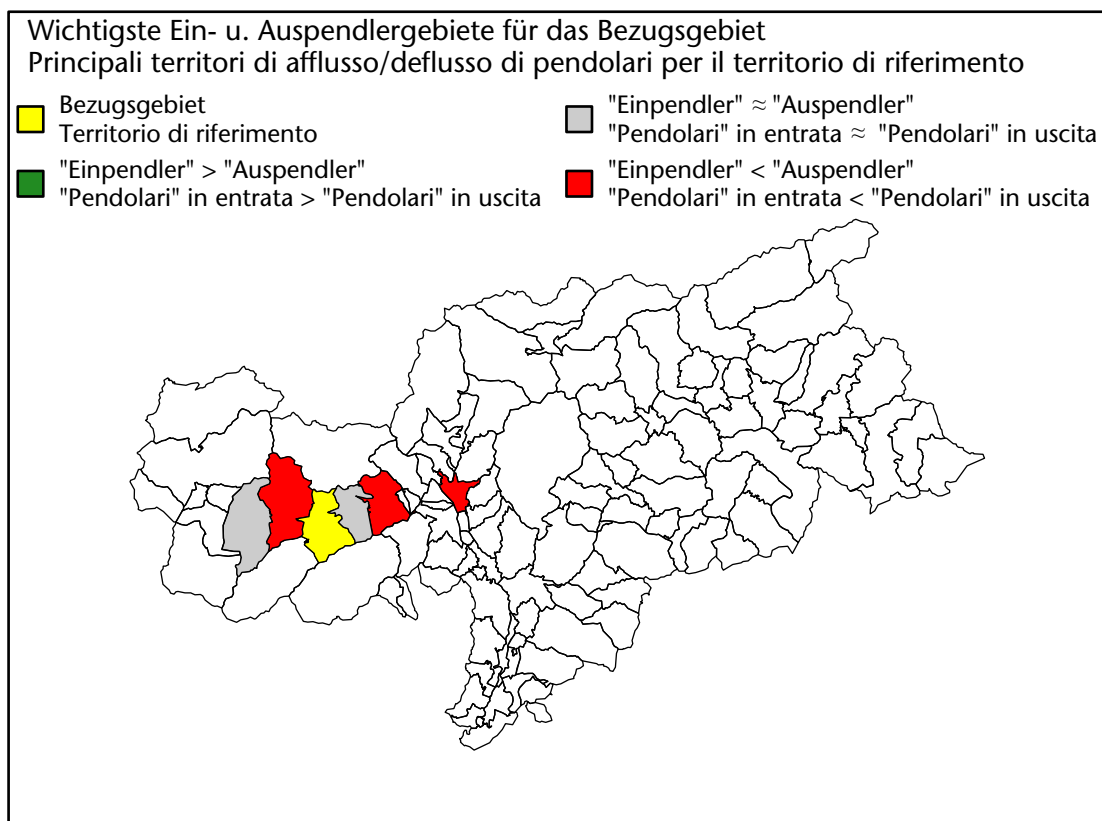 Wichtigste Ein- u. Auspendlergebiete für das Bezugsgebiet
Principali territori di afflusso/deflusso di pendolari per il territorio di riferimento
Bezugsgebiet
Territorio di riferimento
"Einpendler" > "Auspendler"
"Pendolari" in entrata > "Pendolari" in uscita
"Einpendler" ≈ "Auspendler"
"Pendolari" in entrata ≈ "Pendolari" in uscita
"Einpendler" < "Auspendler"
"Pendolari" in entrata < "Pendolari" in uscita